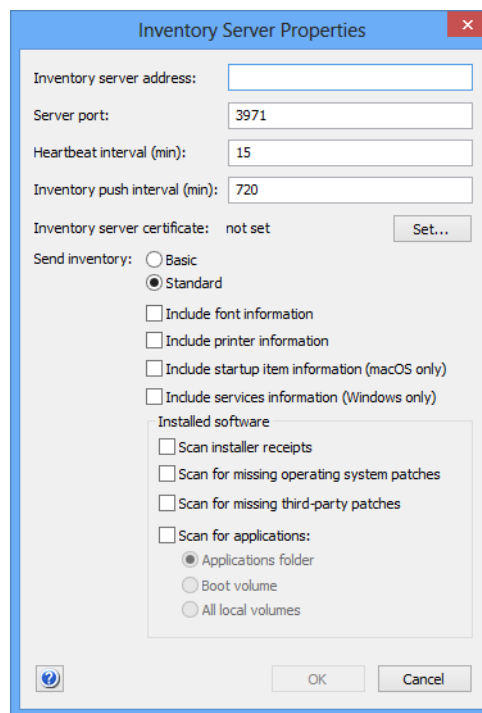 Inventory Server Properties
Inventory server address:
Server port: 3971
Heartbeat interval (min): 15
Inventory push interval (min): 720
Inventory server certificate: not set Set...
Send inventory: Basic
Standard
Include font information
Include printer information
Include startup item information (macOS only)
Include services information (Windows only)
Installed software
Scan installer receipts
Scan for missing operating system patches
Scan for missing third-party patches
Scan for applications:
Applications folder
Boot volume
All local volumes
OK Cancel